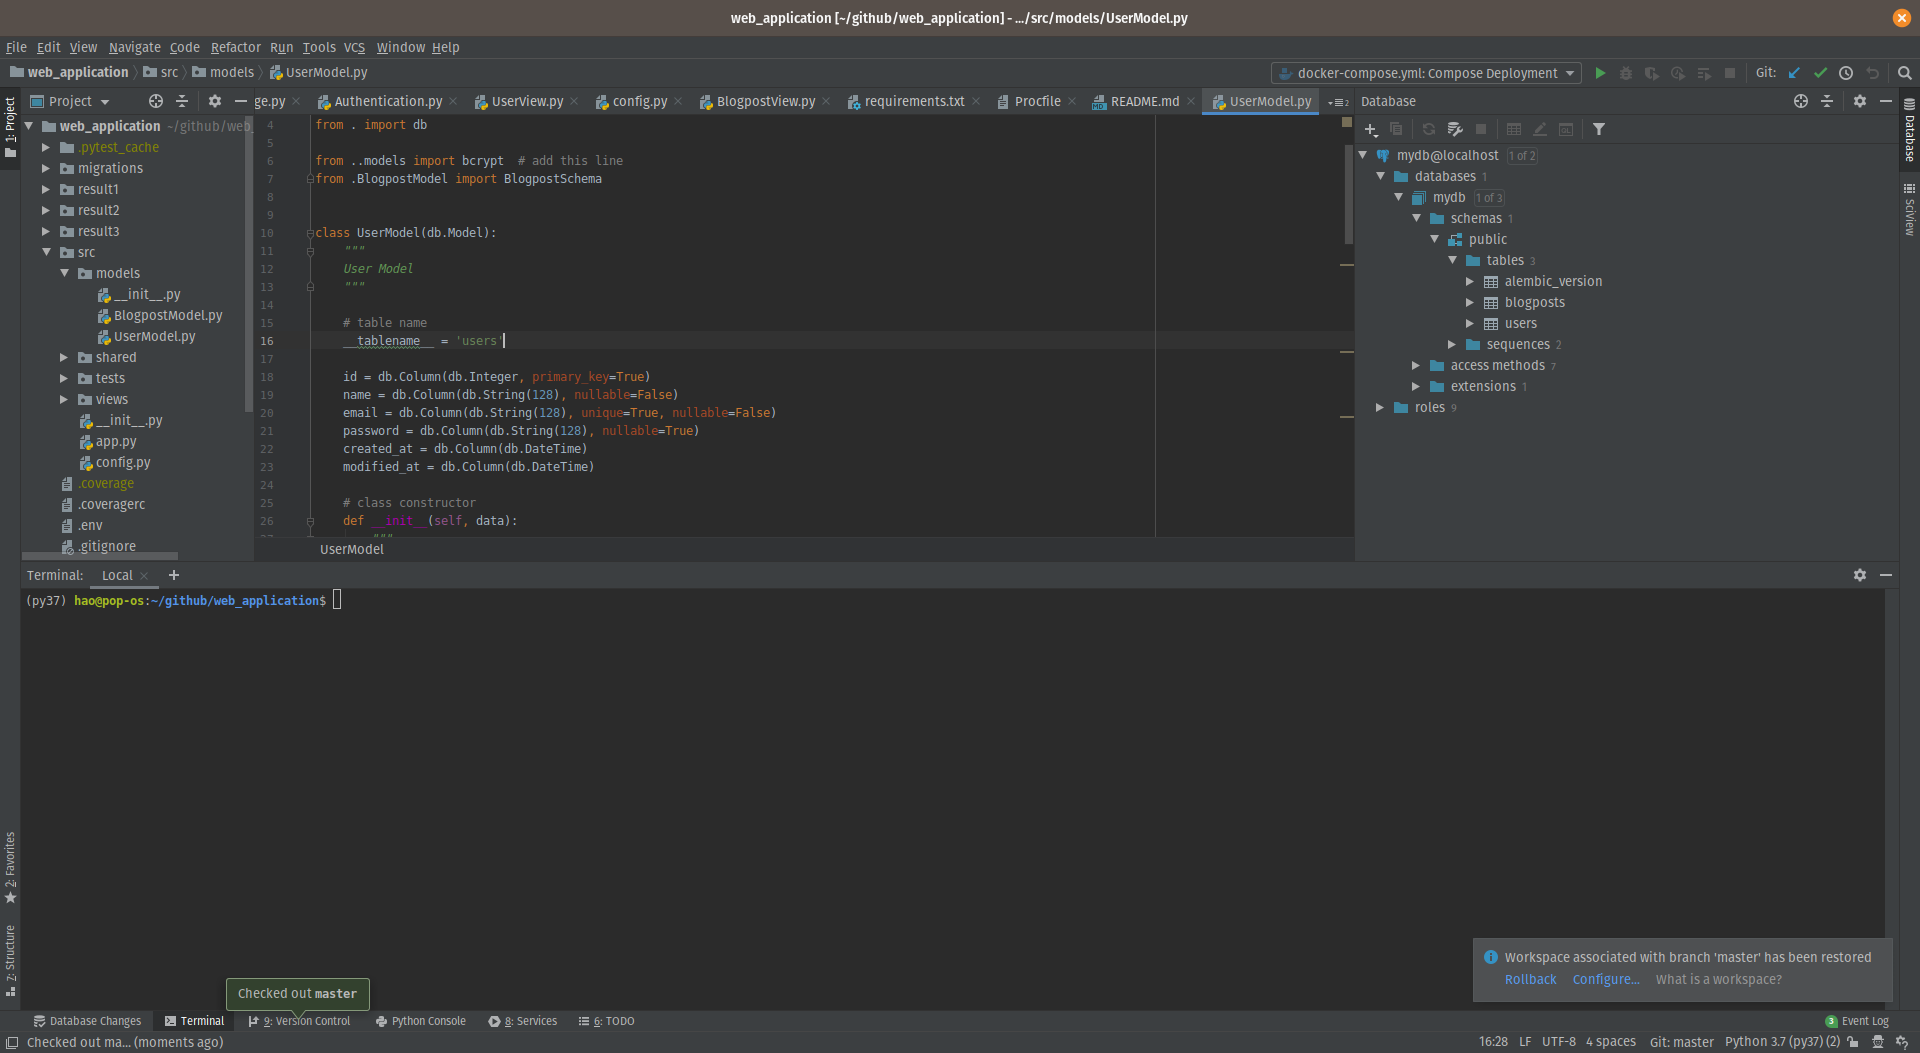 web_application [~/github/web_application] - .../src/models/UserModel.py
File Edit View Navigate Code Refactor Run Tools VCS Window Help
web_application src models UserModel.py
docker-compose.yml: Compose Deployment
Git:
1: Project
2: Favorites
7: Structure
Project
ge.py Authentication.py UserView.py config.py BlogpostView.py requirements.txt Procfile README.md UserModel.py
2
web_application ~/github/web_
.pytest_cache
migrations
result1
result2
result3
src
models
__init__.py
BlogpostModel.py
UserModel.py
shared
tests
views
__init__.py
app.py
config.py
.coverage
.coveragerc
.env
.gitignore
4 from . import db
5
6 from ..models import bcrypt  # add this line
7 from .BlogpostModel import BlogpostSchema
8
9
10 class UserModel(db.Model):
11 """
12 User Model
13 """
14
15 # table name
16 __tablename__ = 'users'
17
18 id = db.Column(db.Integer, primary_key=True)
19 name = db.Column(db.String(128), nullable=False)
20 email = db.Column(db.String(128), unique=True, nullable=False)
21 password = db.Column(db.String(128), nullable=True)
22 created_at = db.Column(db.DateTime)
23 modified_at = db.Column(db.DateTime)
24
25 # class constructor
26 def __init__(self, data):
27 """
UserModel
Database
mydb@localhost 1 of 2
databases 1
mydb 1 of 3
schemas 1
public
tables 3
alembic_version
blogposts
users
sequences 2
access methods 7
extensions 1
roles 9
Database
SciView
Terminal: Local
(py37) hao@pop-os:~/github/web_application$
Workspace associated with branch 'master' has been restored
Rollback Configure... What is a workspace?
Checked out master
Database Changes Terminal 9: Version Control Python Console 8: Services 6: TODO
3 Event Log
Checked out ma... (moments ago)
16:28 LF UTF-8 4 spaces Git: master Python 3.7 (py37) (2)